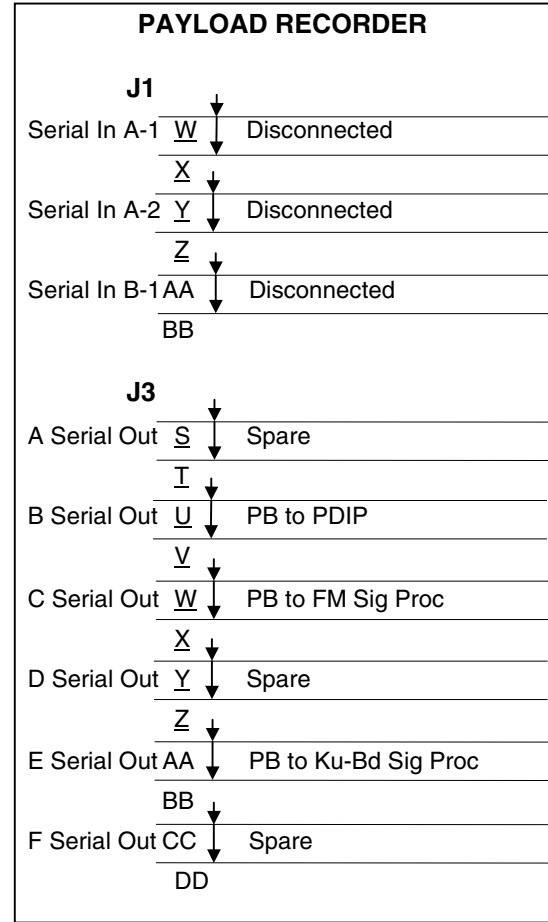 PAYLOAD RECORDER
J1
Serial In A-1 W Disconnected
X
Serial In A-2 Y Disconnected
Z
Serial In B-1 AA Disconnected
BB
J3
A Serial Out S Spare
T
B Serial Out U PB to PDIP
V
C Serial Out W PB to FM Sig Proc
X
D Serial Out Y Spare
Z
E Serial Out AA PB to Ku-Bd Sig Proc
BB
F Serial Out CC Spare
DD